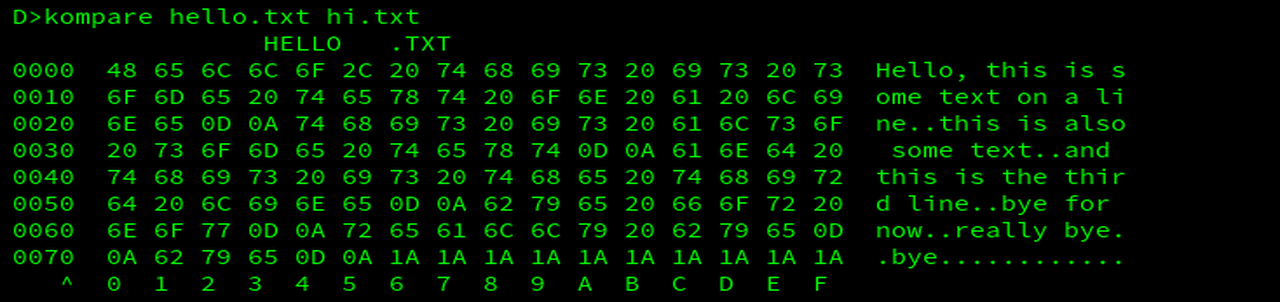 D>kompare hello.txt hi.txt
HELLO   .TXT
0000  48 65 6C 6C 6F 2C 20 74 68 69 73 20 69 73 20 73  Hello, this is s
0010  6F 6D 65 20 74 65 78 74 20 6F 6E 20 61 20 6C 69  ome text on a li
0020  6E 65 0D 0A 74 68 69 73 20 69 73 20 61 6C 73 6F  ne..this is also
0030  20 73 6F 6D 65 20 74 65 78 74 0D 0A 61 6E 64 20   some text..and
0040  74 68 69 73 20 69 73 20 74 68 65 20 74 68 69 72  this is the thir
0050  64 20 6C 69 6E 65 0D 0A 62 79 65 20 66 6F 72 20  d line..bye for
0060  6E 6F 77 0D 0A 72 65 61 6C 6C 79 20 62 79 65 0D  now..really bye.
0070  0A 62 79 65 0D 0A 1A 1A 1A 1A 1A 1A 1A 1A 1A 1A  .bye............
^  0  1  2  3  4  5  6  7  8  9  A  B  C  D  E  F